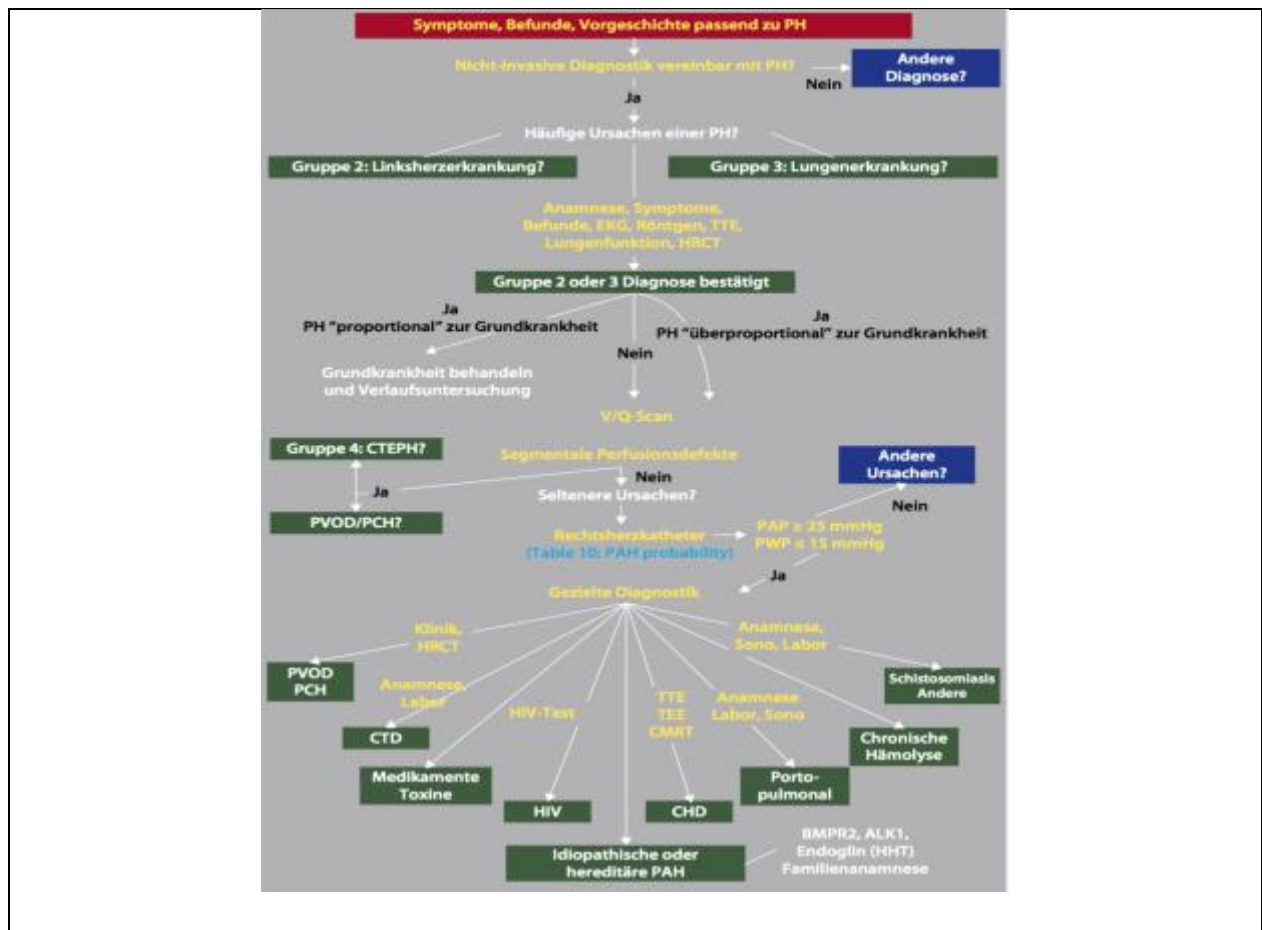 Symptome, Befunde, Vorgeschichte passend zu PH
Nicht-Invasive Diagnostik vereinbar mit PH?
Nein
Andere
Diagnose?
Ja
Häufige Ursachen einer PH?
Gruppe 2: Linksherzerkrankung?
Gruppe 3: Lungenerkrankung?
Anamnese, Symptome,
Befunde, EKG, Röntgen, TTE,
Lungenfunktion, HRCT
Gruppe 2 oder 3 Diagnose bestätigt
Ja
PH "proportional" zur Grundkrankheit
Ja
PH "überproportional" zur Grundkrankheit
Nein
Grundkrankheit behandeln
und Verlaufsuntersuchung
V/Q-Scan
Gruppe 4: CTEPH?
Segmentale Perfusionsdefekte
Andere
Ursachen?
Ja
Nein
Seltenere Ursachen?
Nein
PVOD/PCH?
Rechtsherzkatheter
(Table 10: PAH probability)
PAP ≥ 25 mmHg
PWP ≤ 15 mmHg
Ja
Gezielte Diagnostik
Klinik,
HRCT
Anamnese,
Sono, Labor
PVOD
PCH
Anamnese,
Labor
HIV-Test
TTE
TEE
CMRT
Anamnese
Labor, Sono
Schistosomiasis
Andere
CTD
Chronische
Hämolyse
Medikamente
Toxine
HIV
CHD
Porto-
pulmonal
Idiopathische oder
hereditäre PAH
BMPR2, ALK1,
Endoglin (HHT)
Familienanamnese